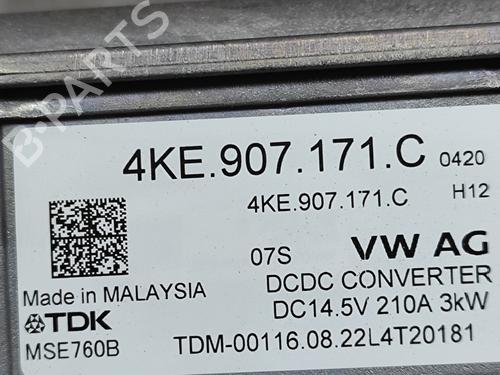 4KE.907.171.C 0420
4KE.907.171.C H12
07S VW AG
Made in MALAYSIA DCDC CONVERTER
TDK DC14.5V 210A 3kW
MSE760B TDM-00116.08.22L4T20181
B-PARTS